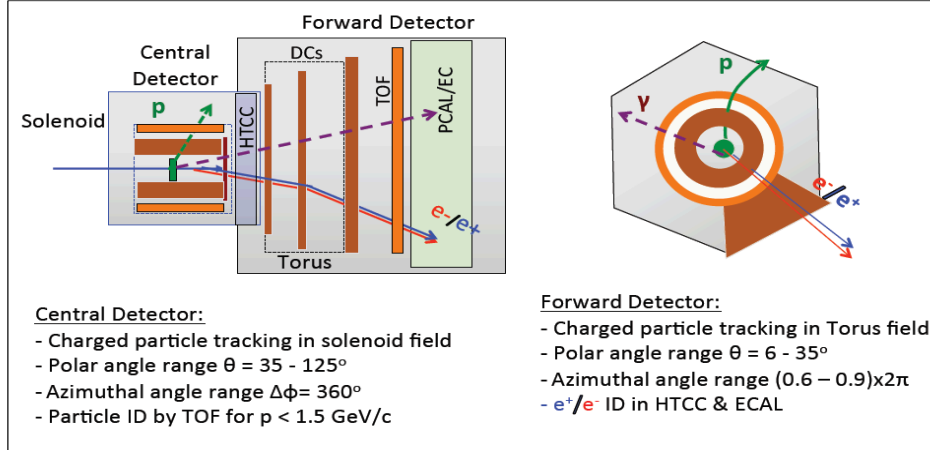 Forward Detector
DCs
Central
Detector
Solenoid
p
HTCC
TOF
PCAL/EC
e-/e+
Torus
p
γ
e-/e+
Central Detector:
- Charged particle tracking in solenoid field
- Polar angle range θ = 35 - 125°
- Azimuthal angle range Δϕ= 360°
- Particle ID by TOF for p < 1.5 GeV/c
Forward Detector:
- Charged particle tracking in Torus field
- Polar angle range θ = 6 - 35°
- Azimuthal angle range (0.6 – 0.9)x2π
- e⁺/e⁻ ID in HTCC & ECAL